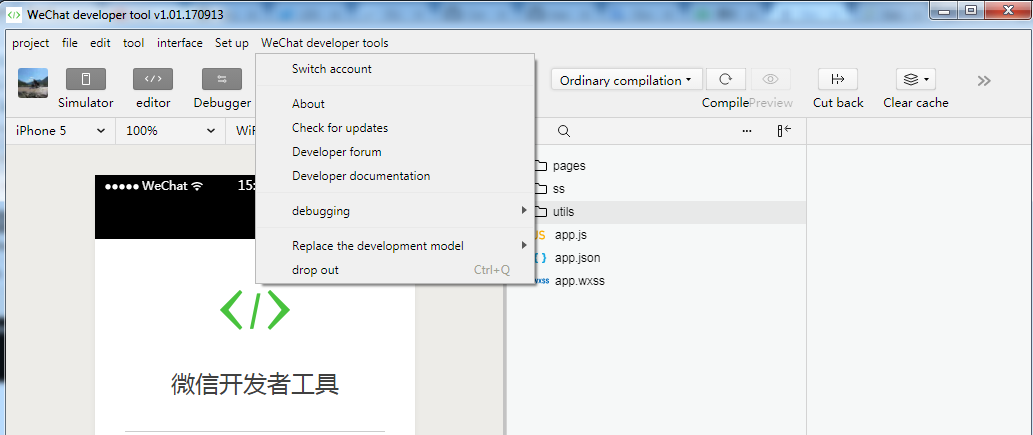 WeChat developer tool v1.01.170913
project file edit tool interface Set up WeChat developer tools
Switch account
About
Check for updates
Developer forum
Developer documentation
debugging
Replace the development model
drop out Ctrl+Q
Simulator editor Debugger
Ordinary compilation
Compile Preview Cut back Clear cache
iPhone 5 100% WiF
WeChat 15:
微信开发者工具
pages
ss
utils
JS app.js
{ } app.json
wxss app.wxss